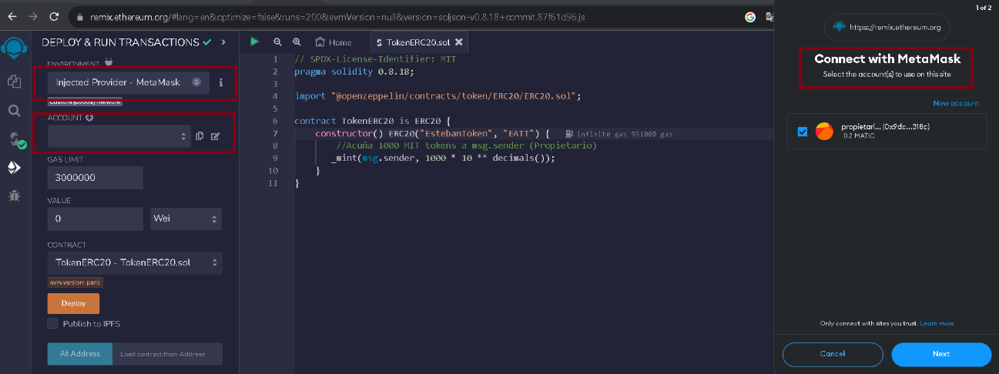 remix.ethereum.org/#lang=en&optimize=false&runs=200&evmVersion=null&version=soljson-v0.8.18+commit.87f61d96.js
DEPLOY & RUN TRANSACTIONS
ENVIRONMENT
Injected Provider - MetaMask
ACCOUNT
GAS LIMIT
3000000
VALUE
0
Wei
CONTRACT
TokenERC20 - TokenERC20.sol
evm version: paris
Deploy
Publish to IPFS
At Address
Load contract from Address
Home
TokenERC20.sol
1 // SPDX-License-Identifier: MIT
2 pragma solidity 0.8.18;
3
4 import "@openzeppelin/contracts/token/ERC20/ERC20.sol";
5
6 contract TokenERC20 is ERC20 {
7 constructor() ERC20("EstebanToken", "EATT") { infinite gas 931000 gas
8 //Acuña 1000 MIT tokens a msg.sender (Propietario)
9 _mint(msg.sender, 1000 * 10 ** decimals());
10 }
11 }
1 of 2
https://remix.ethereum.org
Connect with MetaMask
Select the account(s) to use on this site
New account
propietari... (0x9dc...318c)
0.2 MATIC
Only connect with sites you trust. Learn more
Cancel
Next